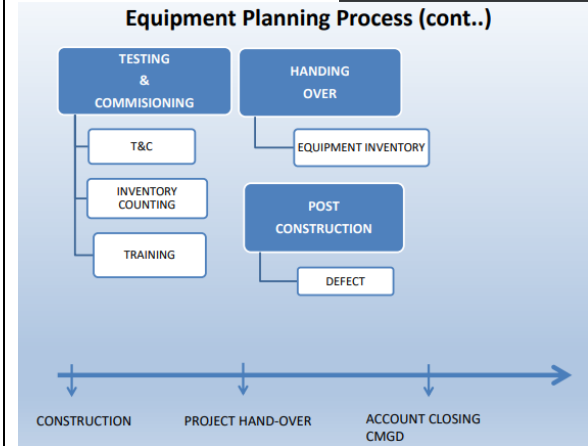 Equipment Planning Process (cont..)
TESTING
&
COMMISIONING
T&C
INVENTORY
COUNTING
TRAINING
HANDING
OVER
EQUIPMENT INVENTORY
POST
CONSTRUCTION
DEFECT
CONSTRUCTION
PROJECT HAND-OVER
ACCOUNT CLOSING
CMGD